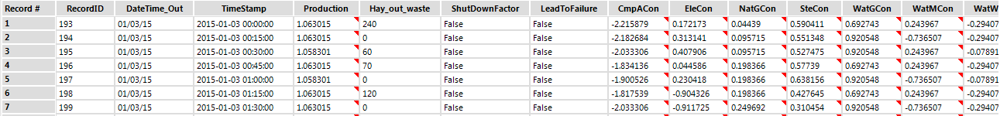 Record # RecordID DateTime_Out TimeStamp Production Hay_out_waste ShutDownFactor LeadToFailure CmpACon EleCon NatGCon SteCon WatGCon WatMCon WatW
1 193 01/03/15 2015-01-03 00:00:00 1.063015 240 False False -2.215879 0.172173 0.04439 0.590411 0.692743 0.243967 -0.29407
2 194 01/03/15 2015-01-03 00:15:00 1.063015 0 False False -2.182684 0.313141 0.095715 0.551348 0.920548 -0.736507 -0.29407
3 195 01/03/15 2015-01-03 00:30:00 1.058301 60 False False -2.033306 0.407906 0.095715 0.527475 0.920548 0.243967 -0.07891
4 196 01/03/15 2015-01-03 00:45:00 1.063015 70 False False -1.834136 0.044586 0.198366 0.57739 0.692743 0.243967 -0.29407
5 197 01/03/15 2015-01-03 01:00:00 1.058301 0 False False -1.900526 0.230418 0.198366 0.638156 0.920548 -0.736507 -0.07891
6 198 01/03/15 2015-01-03 01:15:00 1.063015 120 False False -1.817539 -0.904326 0.198366 0.427645 0.692743 0.243967 -0.29407
7 199 01/03/15 2015-01-03 01:30:00 1.063015 0 False False -2.033306 -0.911725 0.249692 0.310454 0.920548 -0.736507 -0.29407